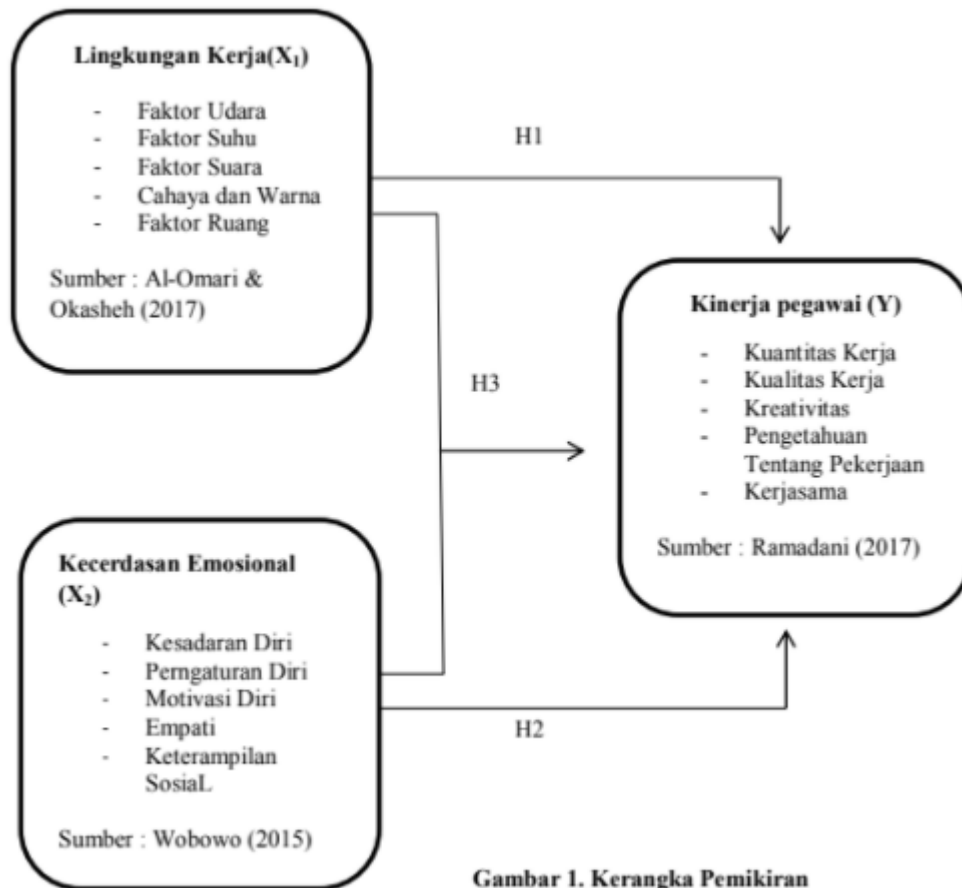 Lingkungan Kerja(X₁)
- Faktor Udara
- Faktor Suhu
- Faktor Suara
- Cahaya dan Warna
- Faktor Ruang
Sumber : Al-Omari &
Okasheh (2017)
H1
H3
Kinerja pegawai (Y)
- Kuantitas Kerja
- Kualitas Kerja
- Kreativitas
- Pengetahuan
Tentang Pekerjaan
- Kerjasama
Sumber : Ramadani (2017)
Kecerdasan Emosional
(X₂)
- Kesadaran Diri
- Perngaturan Diri
- Motivasi Diri
- Empati
- Keterampilan
SosiaL
Sumber : Wobowo (2015)
H2
Gambar 1. Kerangka Pemikiran